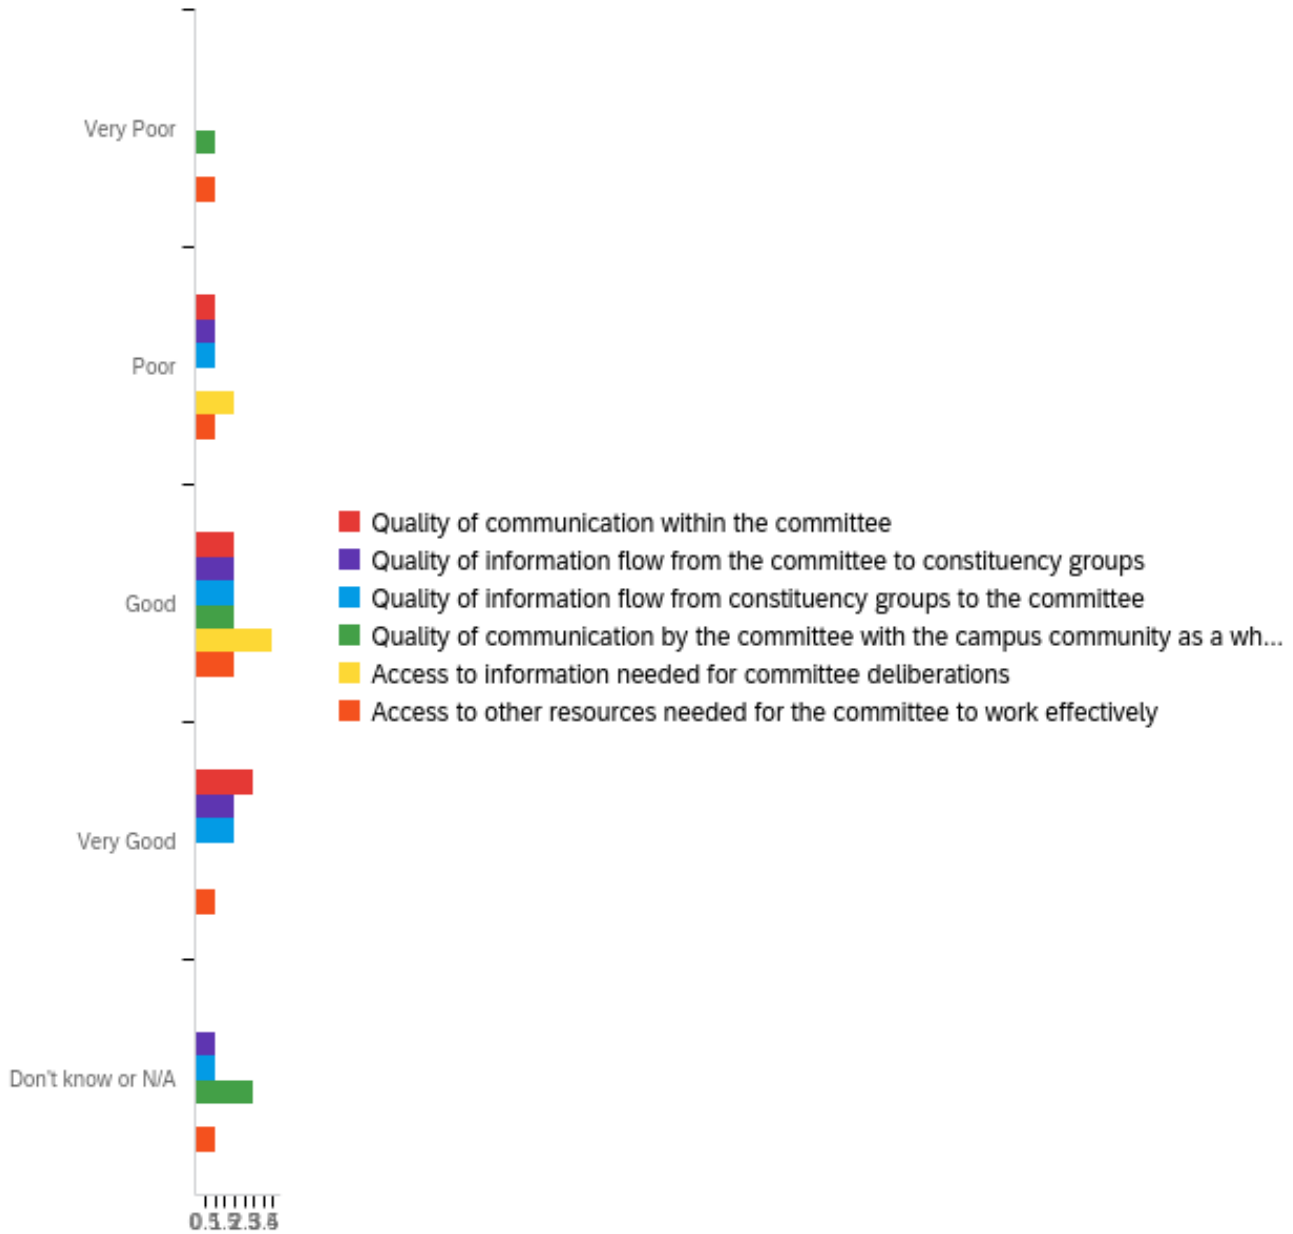 Very Poor
Poor
Good
Very Good
Don't know or N/A
Quality of communication within the committee
Quality of information flow from the committee to constituency groups
Quality of information flow from constituency groups to the committee
Quality of communication by the committee with the campus community as a wh...
Access to information needed for committee deliberations
Access to other resources needed for the committee to work effectively